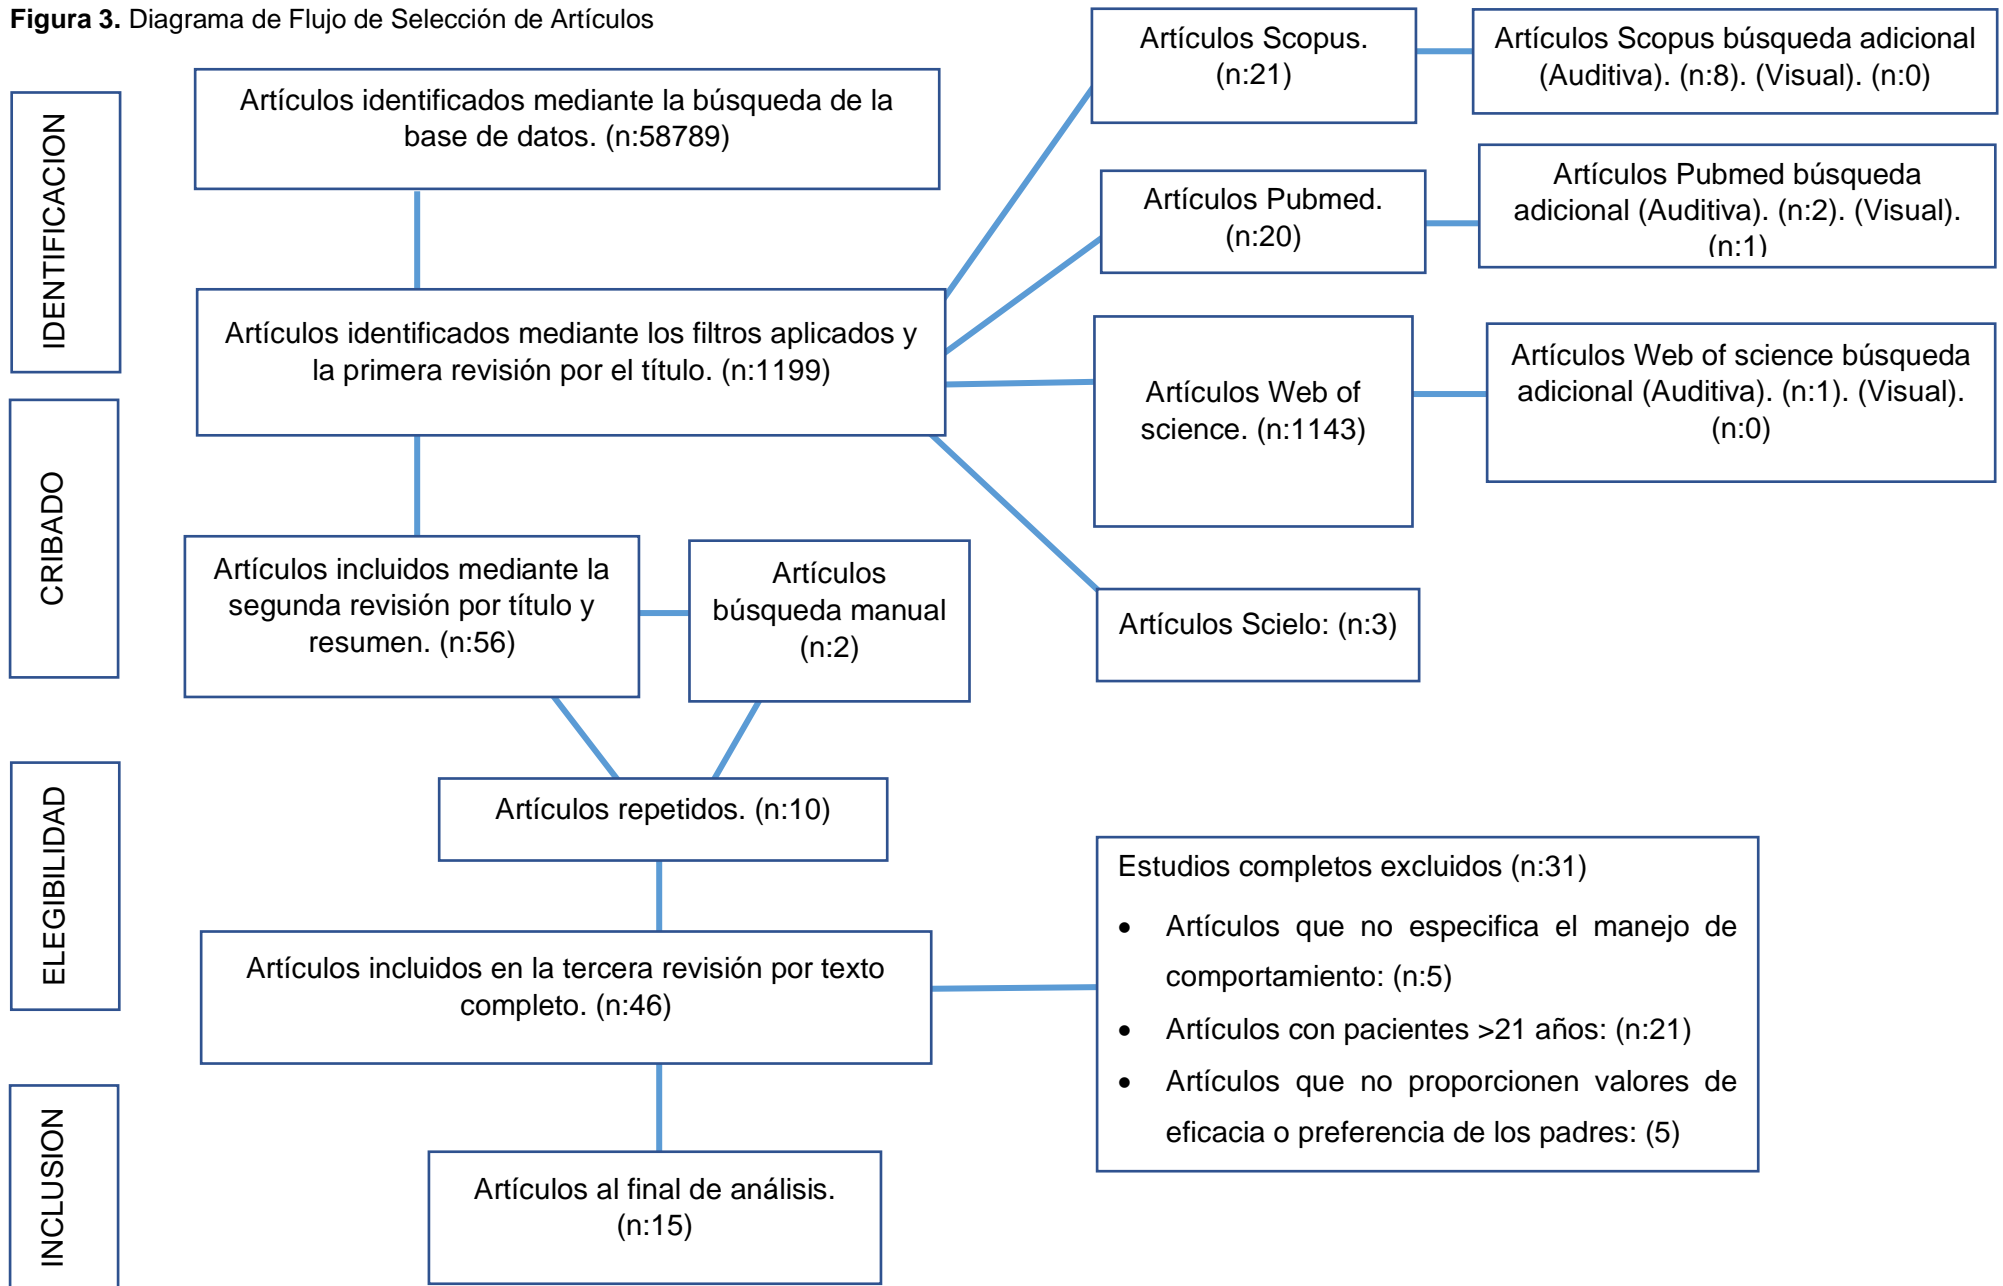 Figura 3. Diagrama de Flujo de Selección de Artículos
IDENTIFICACION
Artículos identificados mediante la búsqueda de la
base de datos. (n:58789)
Artículos Scopus.
(n:21)
Artículos Scopus búsqueda adicional
(Auditiva). (n:8). (Visual). (n:0)
Artículos Pubmed.
(n:20)
Artículos Pubmed búsqueda
adicional (Auditiva). (n:2). (Visual).
(n:1)
Artículos identificados mediante los filtros aplicados y
la primera revisión por el título. (n:1199)
Artículos Web of
science. (n:1143)
Artículos Web of science búsqueda
adicional (Auditiva). (n:1). (Visual).
(n:0)
CRIBADO
Artículos incluidos mediante la
segunda revisión por título y
resumen. (n:56)
Artículos
búsqueda manual
(n:2)
Artículos Scielo: (n:3)
ELEGIBILIDAD
Artículos repetidos. (n:10)
Artículos incluidos en la tercera revisión por texto
completo. (n:46)
Estudios completos excluidos (n:31)
• Artículos que no especifica el manejo de
comportamiento: (n:5)
• Artículos con pacientes >21 años: (n:21)
• Artículos que no proporcionen valores de
eficacia o preferencia de los padres: (5)
INCLUSION
Artículos al final de análisis.
(n:15)